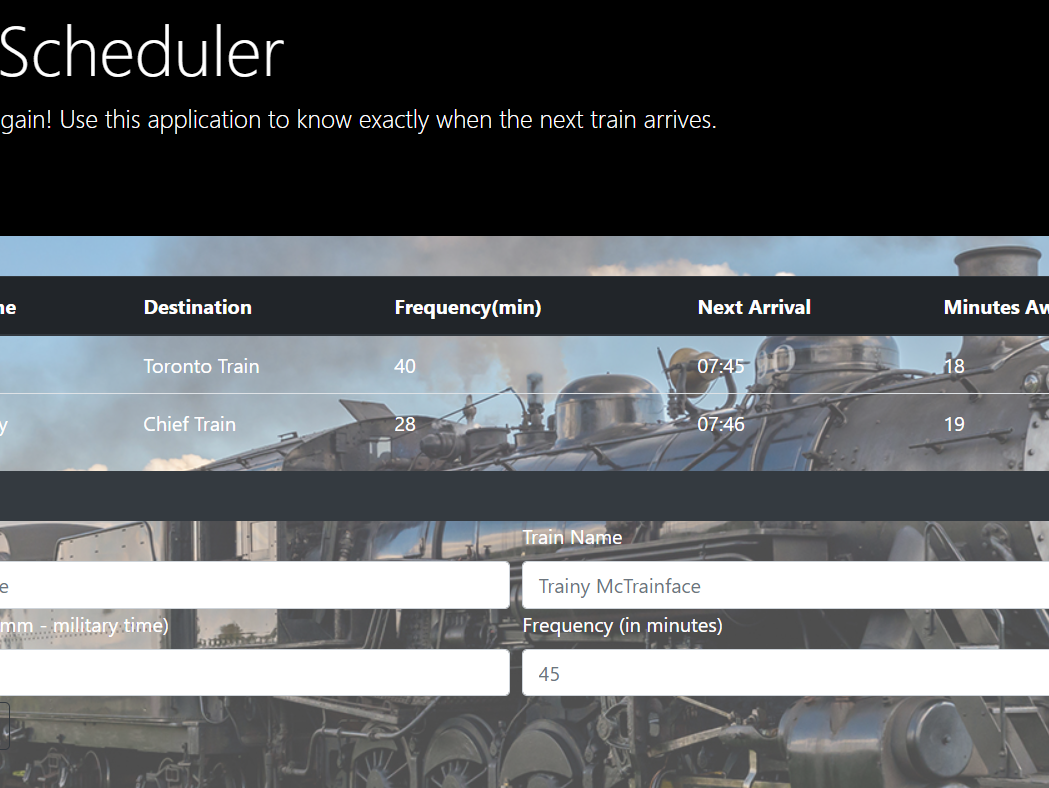 Scheduler
gain! Use this application to know exactly when the next train arrives.
ne Destination Frequency(min) Next Arrival Minutes Aw
Toronto Train 40 07:45 18
y Chief Train 28 07:46 19
Train Name
e Trainy McTrainface
mm - military time) Frequency (in minutes)
45